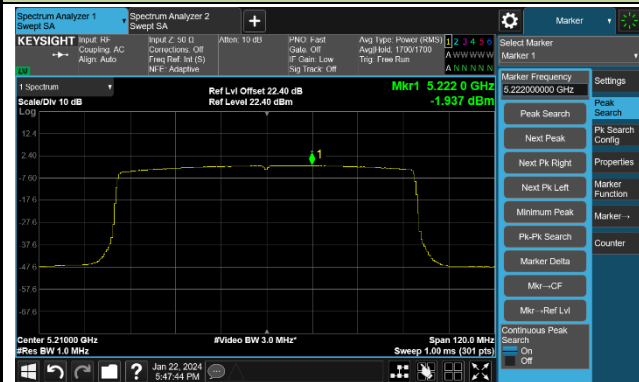 Spectrum Analyzer 1
Swept SA
Spectrum Analyzer 2
Swept SA
+
Marker
KEYSIGHT
Input: RF
Coupling: AC
Align: Auto
Input Z: 50 Ω
Corrections: Off
Freq Ref: Int (S)
NFE: Adaptive
Atten: 10 dB
PNO: Fast
Gate: Off
IF Gain: Low
Sig Track: Off
Avg Type: Power (RMS)
Avg|Hold: 1700/1700
Trig: Free Run
1 2 3 4 5 6
A W W W W W
A N N N N N
Select Marker
Marker 1
1 Spectrum
Scale/Div 10 dB
Log
Ref Lvl Offset 22.40 dB
Ref Level 22.40 dBm
Mkr1 5.222 0 GHz
-1.937 dBm
12.4
2.40
-7.60
-17.6
-27.6
-37.6
-47.6
-57.6
-67.6
1
Center 5.21000 GHz
#Res BW 1.0 MHz
#Video BW 3.0 MHz*
Span 120.0 MHz
Sweep 1.00 ms (301 pts)
Marker Frequency
5.222000000 GHz
Peak Search
Next Peak
Next Pk Right
Next Pk Left
Minimum Peak
Pk-Pk Search
Marker Delta
Mkr→CF
Mkr→Ref Lvl
Continuous Peak
Search
On
Off
Settings
Peak
Search
Pk Search
Config
Properties
Marker
Function
Marker→
Counter
?
Jan 22, 2024
5:47:44 PM